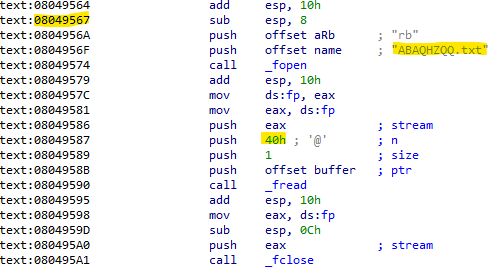 text:08049564 add esp, 10h
text:08049567 sub esp, 8
text:0804956A push offset aRb ; "rb"
text:0804956F push offset name ; "ABAQHZQQ.txt"
text:08049574 call _fopen
text:08049579 add esp, 10h
text:0804957C mov ds:fp, eax
text:08049581 mov eax, ds:fp
text:08049586 push eax ; stream
text:08049587 push 40h ; '@' ; n
text:08049589 push 1 ; size
text:0804958B push offset buffer ; ptr
text:08049590 call _fread
text:08049595 add esp, 10h
text:08049598 mov eax, ds:fp
text:0804959D sub esp, 0Ch
text:080495A0 push eax ; stream
text:080495A1 call _fclose